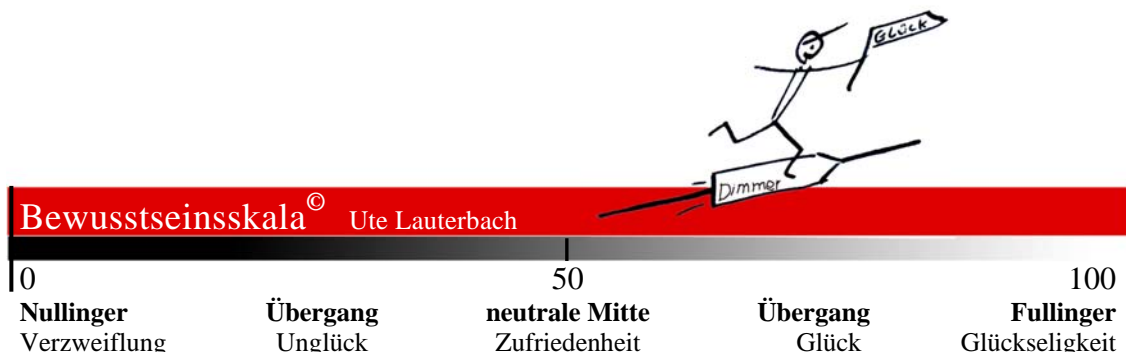 GLÜCK
Dimmer
Bewusstseinsskala© Ute Lauterbach
0 50 100
Nullinger Übergang neutrale Mitte Übergang Fullinger
Verzweiflung Unglück Zufriedenheit Glück Glückseligkeit